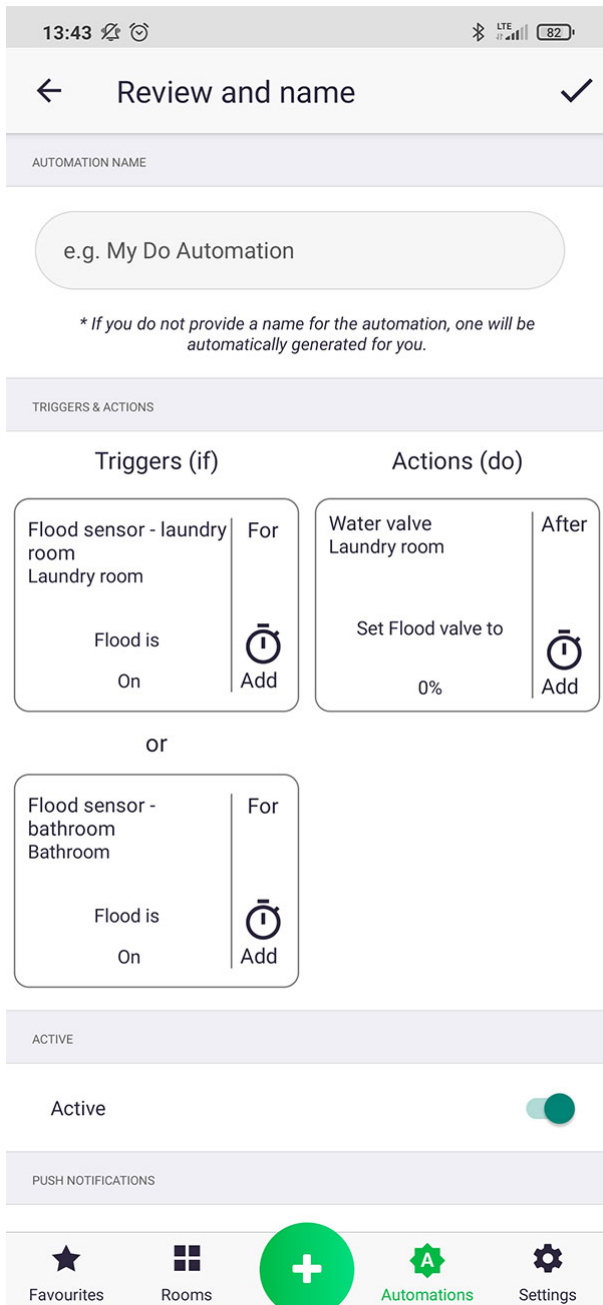 13:43
LTE
82
Review and name
AUTOMATION NAME
e.g. My Do Automation
* If you do not provide a name for the automation, one will be
automatically generated for you.
TRIGGERS & ACTIONS
Triggers (if)
Actions (do)
Flood sensor - laundry
room
Laundry room
For
Flood is
On
Add
Water valve
Laundry room
After
Set Flood valve to
0%
Add
or
Flood sensor -
bathroom
Bathroom
For
Flood is
On
Add
ACTIVE
Active
PUSH NOTIFICATIONS
Favourites
Rooms
A
Automations
Settings